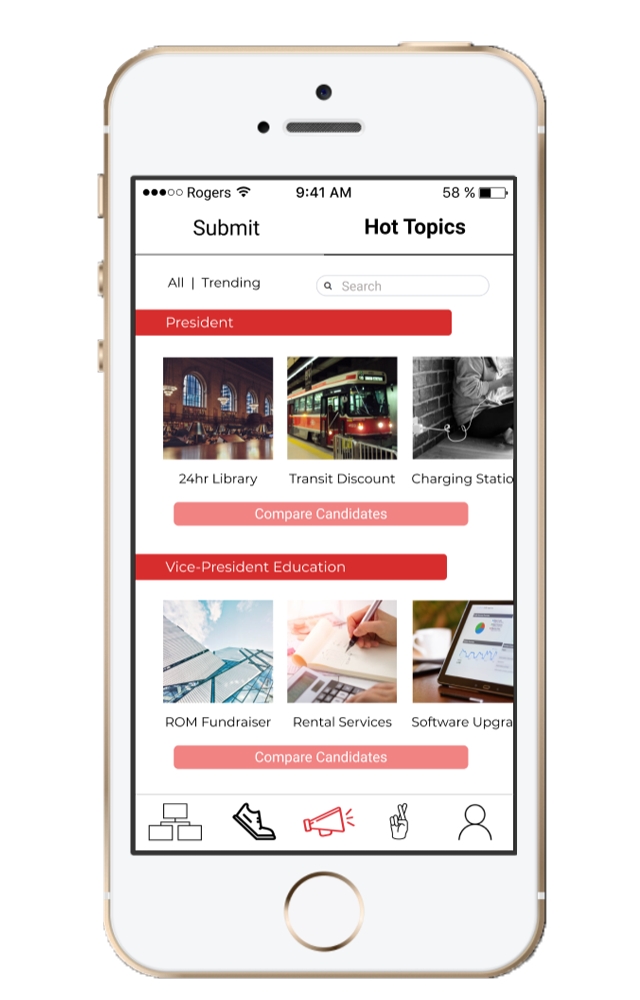 Rogers 9:41 AM 58 %
Submit Hot Topics
All | Trending Search
President
24hr Library Transit Discount Charging Statio
Compare Candidates
Vice-President Education
ROM Fundraiser Rental Services Software Upgra
Compare Candidates